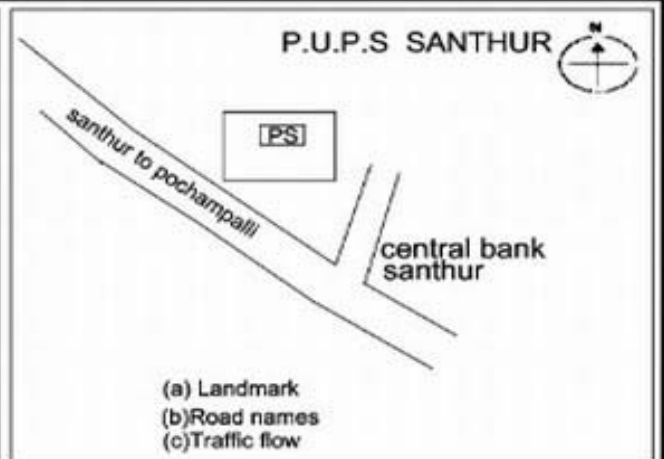 P.U.P.S SANTHUR
N
PS
santhur to pochampalli
central bank
santhur
(a) Landmark
(b)Road names
(c)Traffic flow